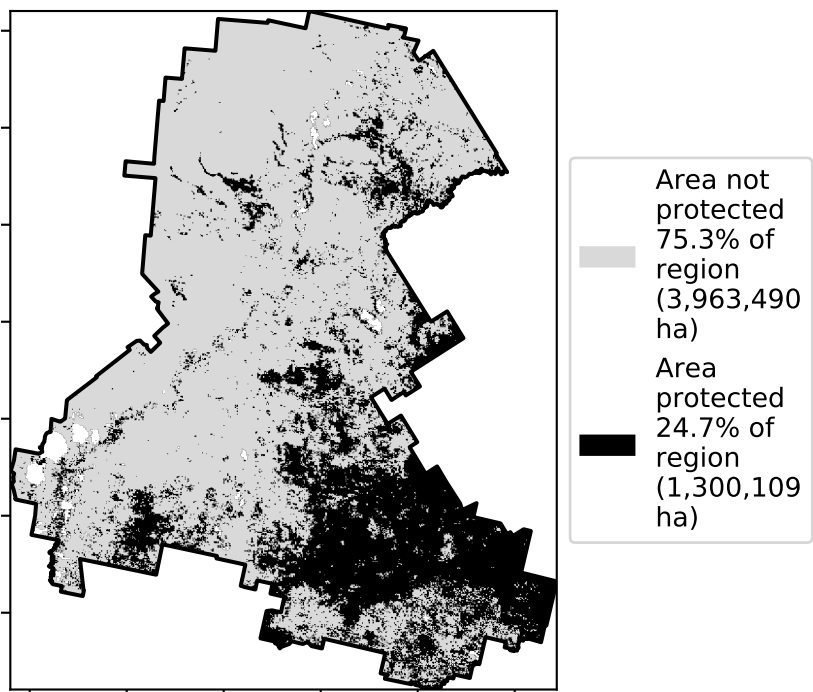 Area not
protected
75.3% of
region
(3,963,490
ha)
Area
protected
24.7% of
region
(1,300,109
ha)